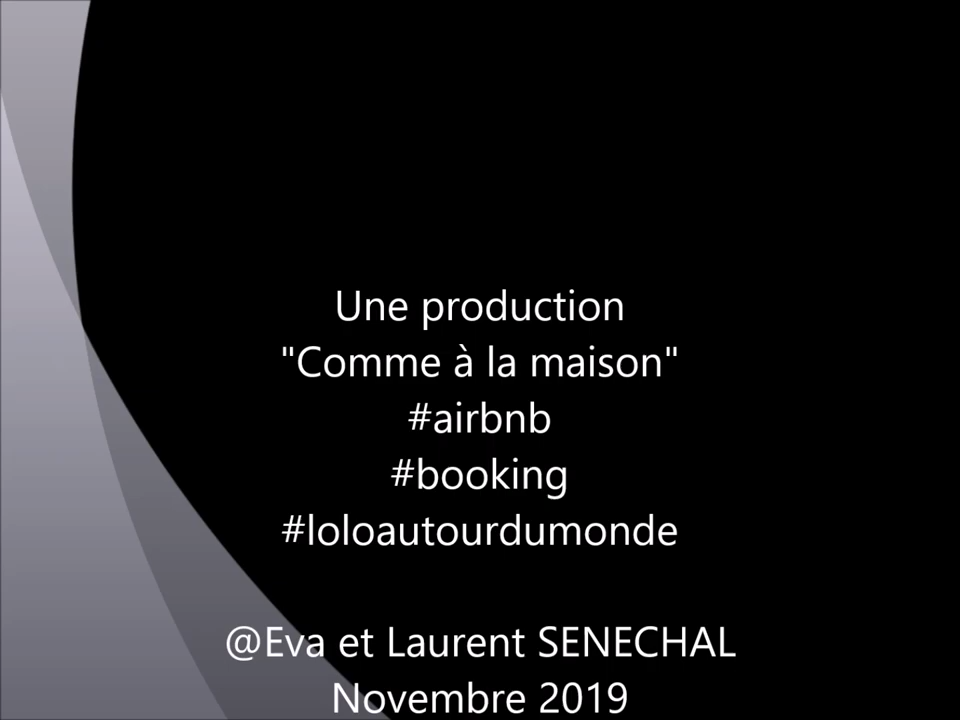 Une production
"Comme à la maison"
#airbnb
#booking
#loloautourdumonde
@Eva et Laurent SENECHAL
Novembre 2019